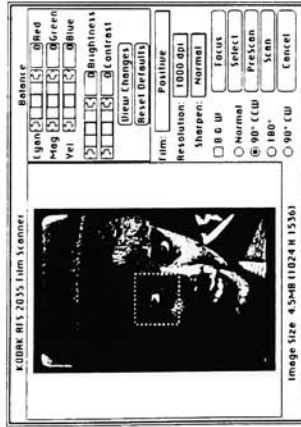 KODAK RFS 2035 Film Scanner
Balance
Cyan 0 Red
Mag 0 Green
Yel 0 Blue
0 Brightness
0 Contrast
View Changes
Reset Defaults
Film: Positive
Resolution: 1000 dpi
Sharpen: Normal
B & W
Normal
90° CCW
180°
90° CW
Focus
Select
PreScan
Scan
Cancel
Image Size 4.5MB (1024 H 1536)